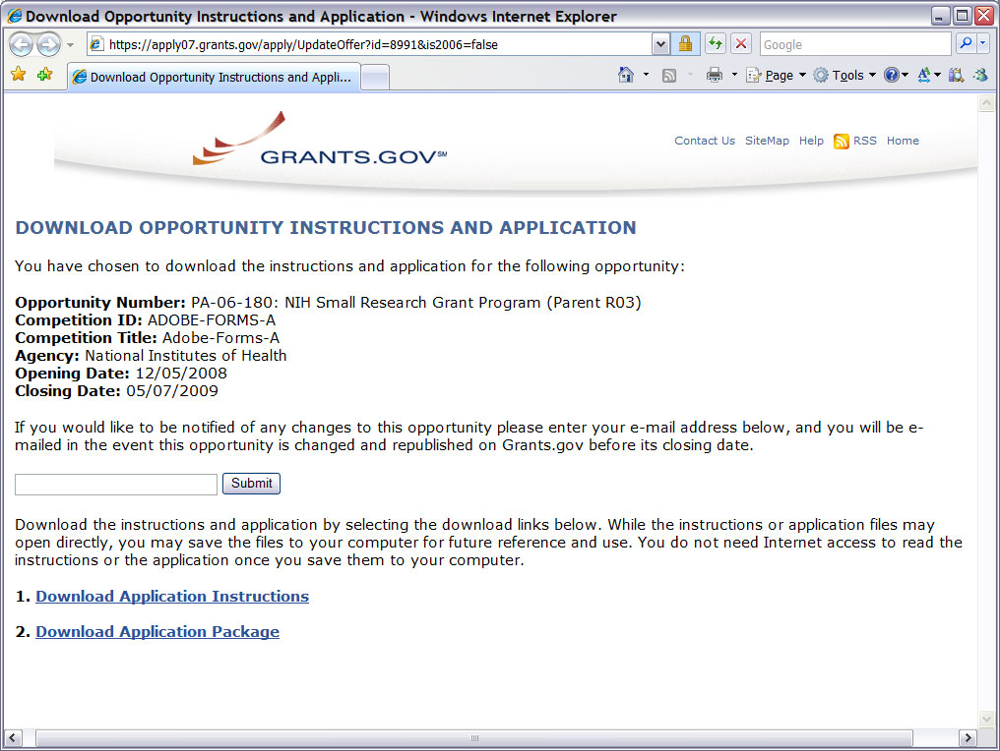 Download Opportunity Instructions and Application - Windows Internet Explorer
https://apply07.grants.gov/apply/UpdateOffer?id=8991&is2006=false
Google
Download Opportunity Instructions and Appli...
Page
Tools
GRANTS.GOV℠
Contact Us SiteMap Help RSS Home
DOWNLOAD OPPORTUNITY INSTRUCTIONS AND APPLICATION
You have chosen to download the instructions and application for the following opportunity:
Opportunity Number: PA-06-180: NIH Small Research Grant Program (Parent R03)
Competition ID: ADOBE-FORMS-A
Competition Title: Adobe-Forms-A
Agency: National Institutes of Health
Opening Date: 12/05/2008
Closing Date: 05/07/2009
If you would like to be notified of any changes to this opportunity please enter your e-mail address below, and you will be e-
mailed in the event this opportunity is changed and republished on Grants.gov before its closing date.
Submit
Download the instructions and application by selecting the download links below. While the instructions or application files may
open directly, you may save the files to your computer for future reference and use. You do not need Internet access to read the
instructions or the application once you save them to your computer.
1. Download Application Instructions
2. Download Application Package